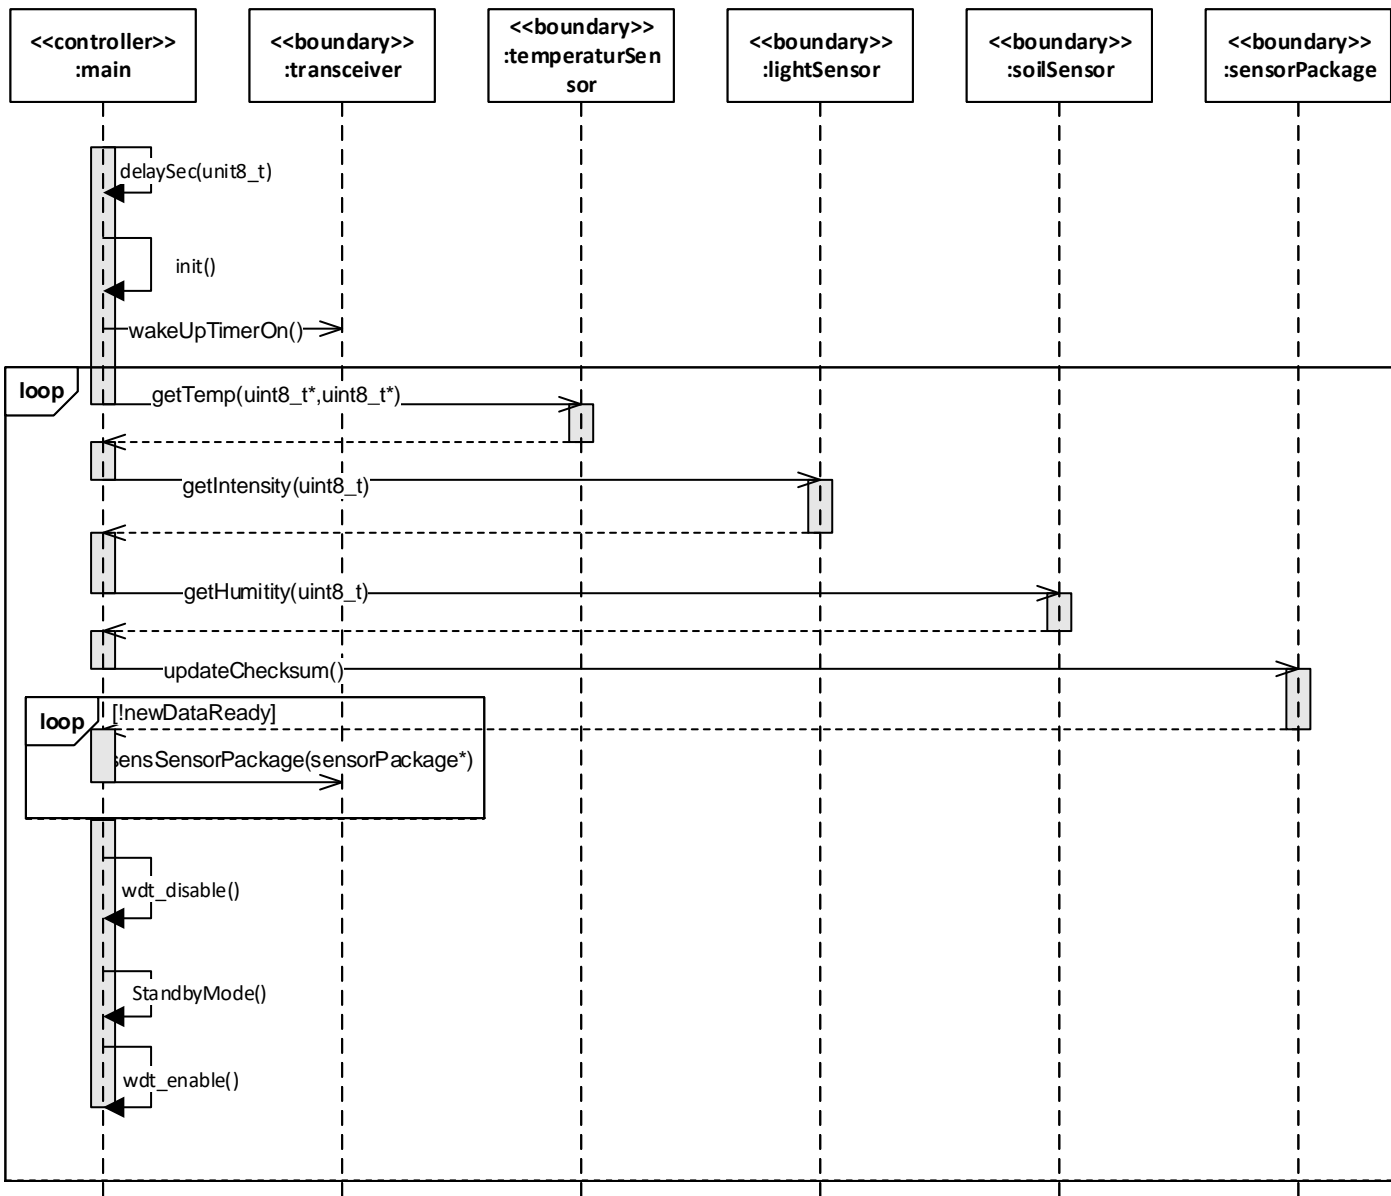 <<controller>>
:main
<<boundary>>
:transceiver
<<boundary>>
:temperaturSen
sor
<<boundary>>
:lightSensor
<<boundary>>
:soilSensor
<<boundary>>
:sensorPackage
delaySec(unit8_t)
init()
wakeUpTimerOn()
loop
getTemp(uint8_t*,uint8_t*)
getIntensity(uint8_t)
getHumitity(uint8_t)
updateChecksum()
loop
[!newDataReady]
sensSensorPackage(sensorPackage*)
wdt_disable()
StandbyMode()
wdt_enable()